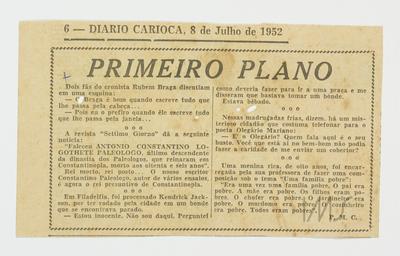 6 — DIARIO CARIOCA, 8 de Julho de 1952
PRIMEIRO PLANO
Dois fãs do cronista Rubem Braga discutiam
em uma esquina:
— O Braga é bom quando escreve tudo que
lhe passa pela cabeça...
— Pois eu o prefiro quando êle escreve tudo
que lhe passa pela janela...
o o o
A revista "Settimo Giorno" dá a seguinte
notícia:
"Faleceu ANTONIO CONSTANTINO LO-
GOTHETE PALEOLOGO, último descendente
da dinastia dos Paleologos, que reinaram em
Constantinopla, morto aos oitenta e seis anos".
Rei morto, rei posto... O nosso escritor
Constantino Paleologo, autor de vários ensaios,
é agora o rei presuntivo de Constantinopla.
o o o
Em Filadélfia, foi processado Kendrick Jack-
son, por ter rodado pela cidade em um bonde
que se encontrava parado.
— Estou inocente. Não sou daqui. Perguntei
como deveria fazer para ir a uma praça e me
disseram que bastava tomar um bonde.
Estava bêbado.
o o o
Nessas madrugadas frias, dizem, há um mis-
terioso cidadão que costuma telefonar para o
poeta Olegário Mariano:
— É o Olegário? Quem fala aqui é o seu
busto. Você que está aí no bem-bom não podia
fazer a caridade de me enviar um cobertor?
o o o
Uma menina rica, de oito anos, foi encar-
regada pela sua professora de fazer uma com-
posição sob o tema "Uma família pobre":
"Era uma vez uma família pobre. O pai era
pobre. A mãe era pobre. Os filhos eram po-
bres. O chofer era pobre. O jardineiro era
pobre. O mordomo era pobre. O copeiro
era pobre. Todos eram pobres".
P. M. C.